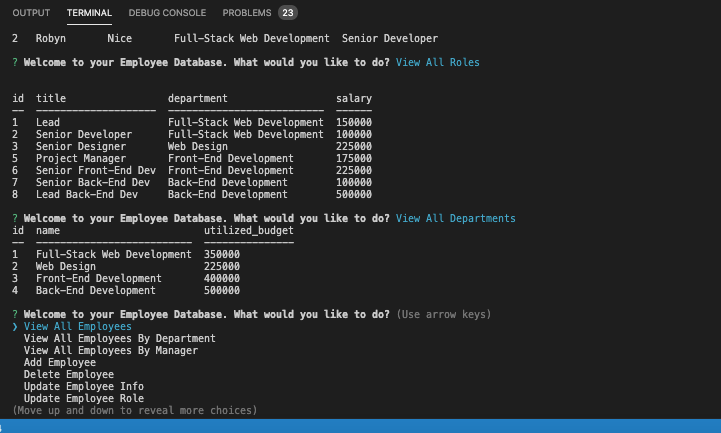 OUTPUT TERMINAL DEBUG CONSOLE PROBLEMS 23
2 Robyn Nice Full-Stack Web Development Senior Developer
? Welcome to your Employee Database. What would you like to do? View All Roles
id title department salary
-- -------------------- -------------------------- ------
1 Lead Full-Stack Web Development 150000
2 Senior Developer Full-Stack Web Development 100000
3 Senior Designer Web Design 225000
5 Project Manager Front-End Development 175000
6 Senior Front-End Dev Front-End Development 225000
7 Senior Back-End Dev Back-End Development 100000
8 Lead Back-End Dev Back-End Development 500000
? Welcome to your Employee Database. What would you like to do? View All Departments
id name utilized_budget
-- -------------------------- ---------------
1 Full-Stack Web Development 350000
2 Web Design 225000
3 Front-End Development 400000
4 Back-End Development 500000
? Welcome to your Employee Database. What would you like to do? (Use arrow keys)
❯ View All Employees
View All Employees By Department
View All Employees By Manager
Add Employee
Delete Employee
Update Employee Info
Update Employee Role
(Move up and down to reveal more choices)